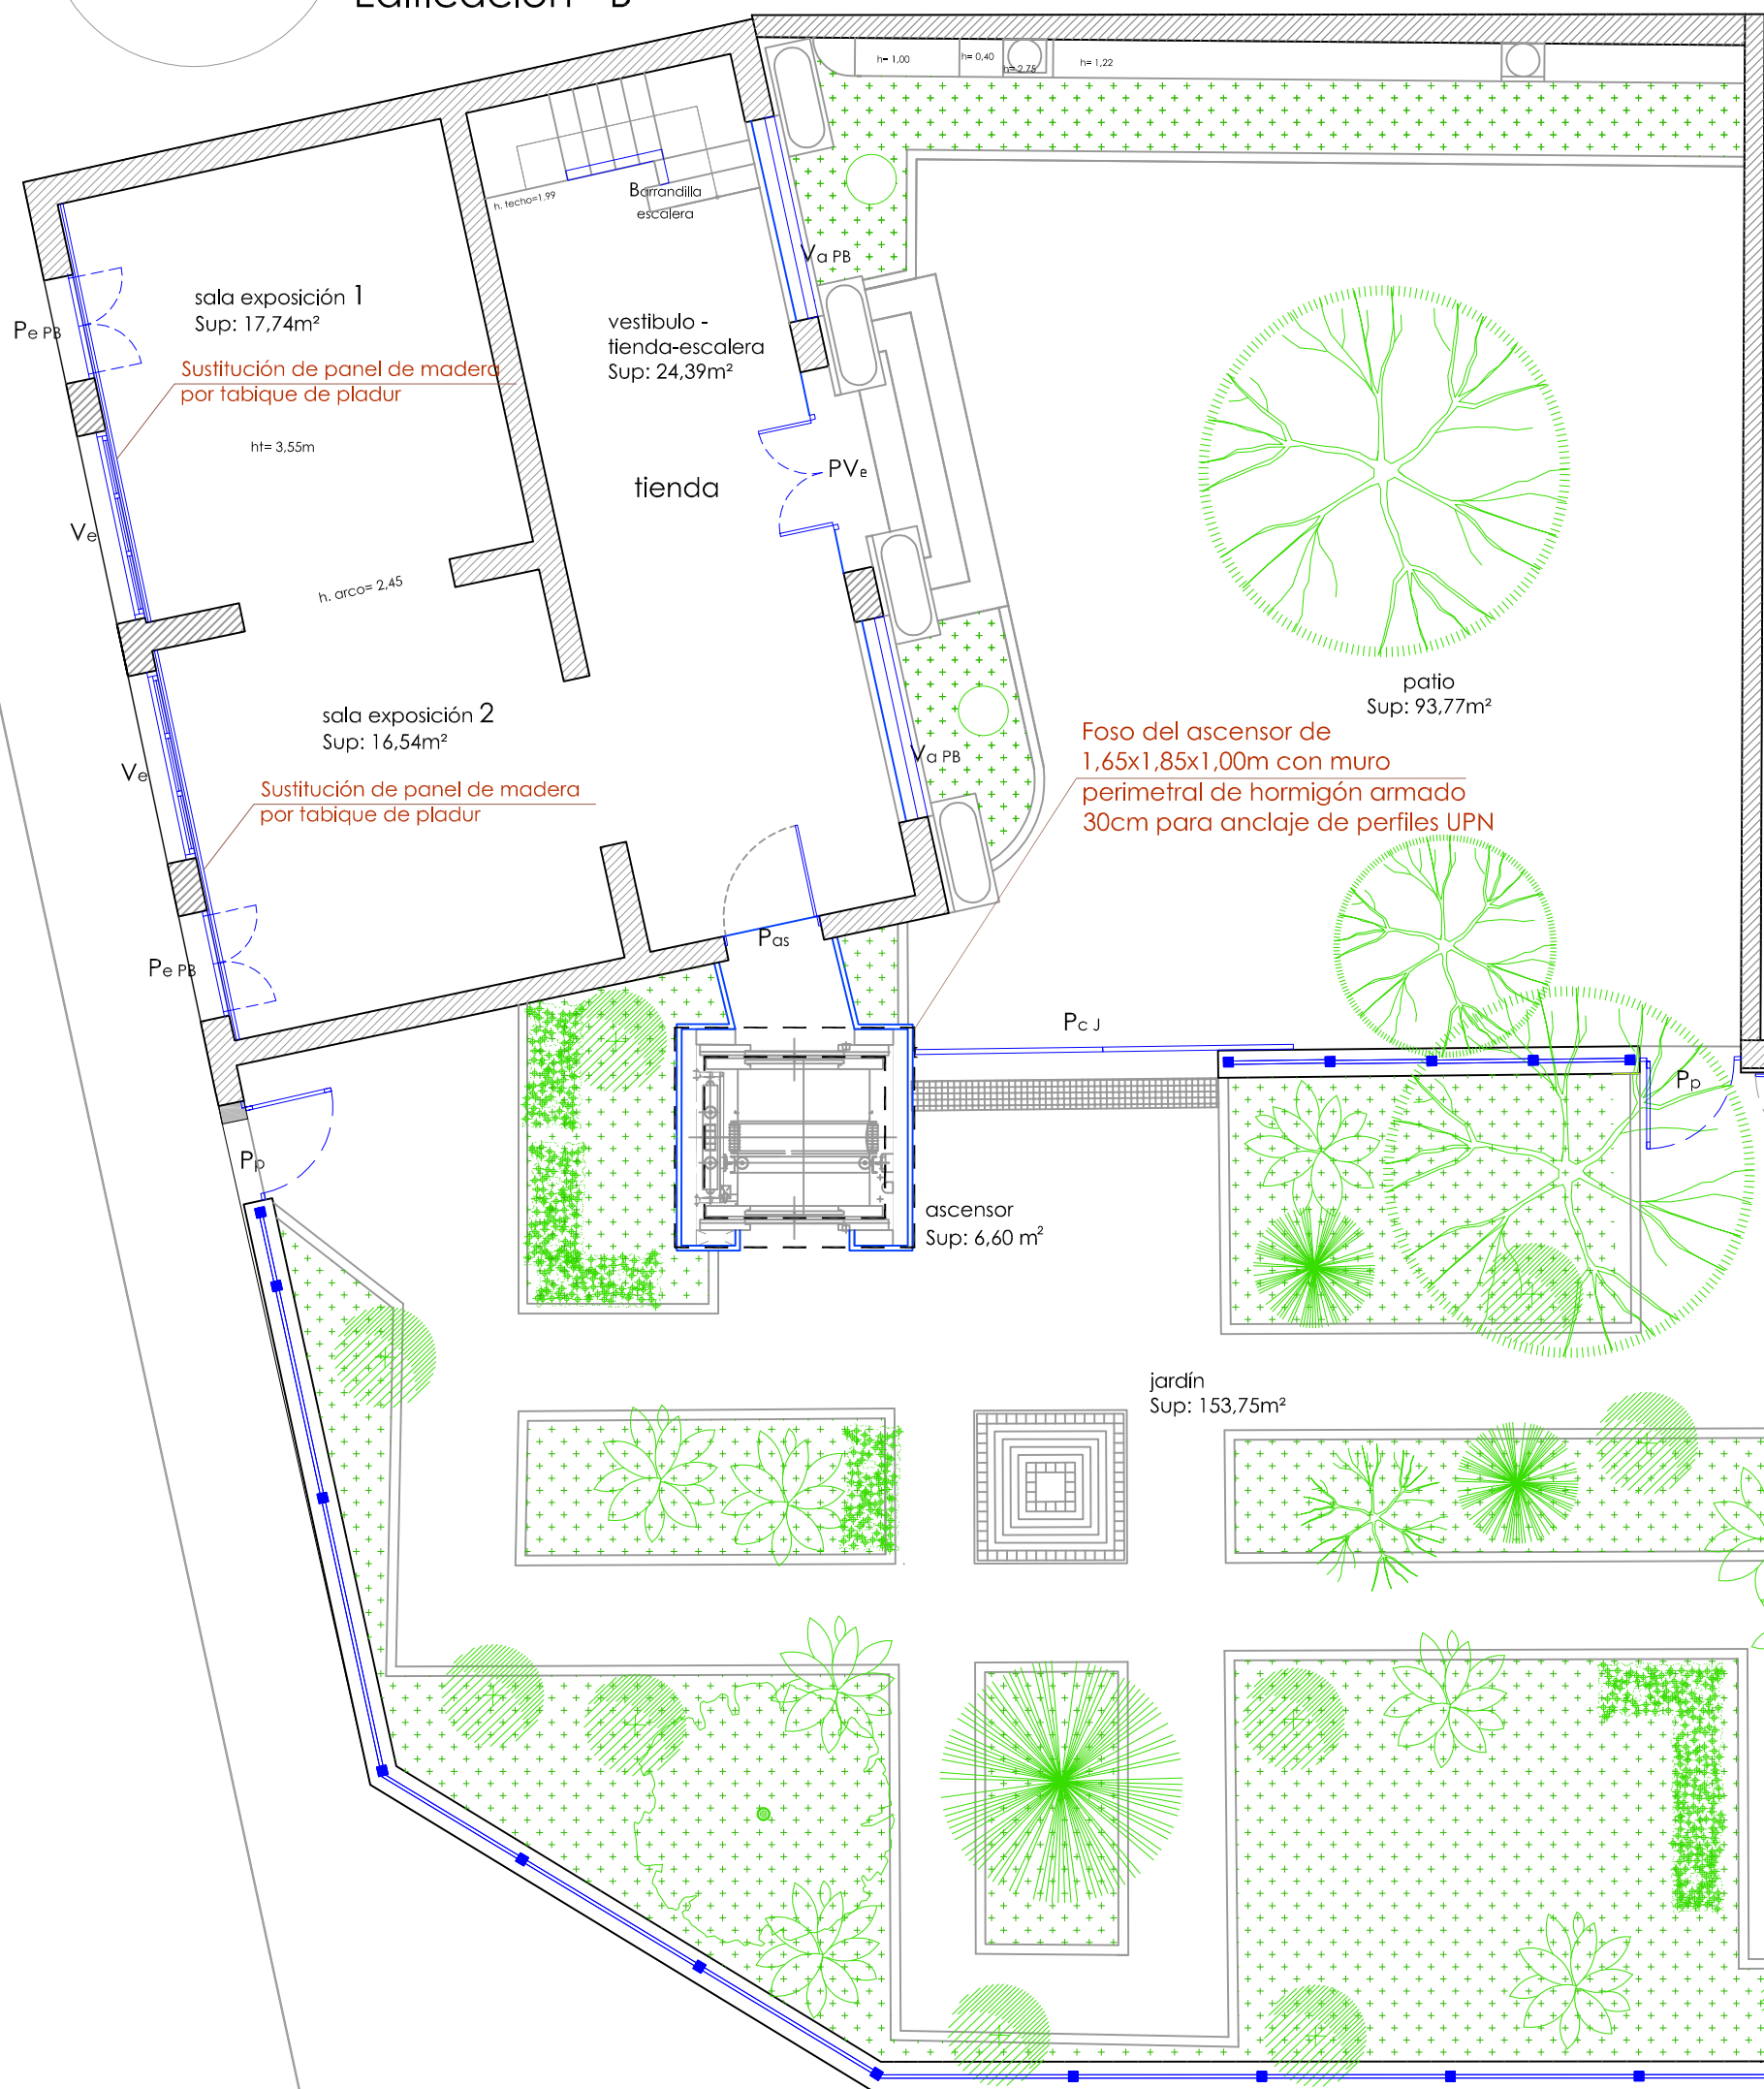 Edificación "B"
h= 1,00
h= 0,40
h= 2,75
h= 1,22
h. techo=1,99
Barrandilla
escalera
Va PB
sala exposición 1
Sup: 17,74m²
Pe PB
vestibulo -
tienda-escalera
Sup: 24,39m²
Sustitución de panel de madera
por tabique de pladur
ht= 3,55m
PVe
tienda
Ve
h. arco= 2,45
patio
Sup: 93,77m²
sala exposición 2
Sup: 16,54m²
Foso del ascensor de
1,65x1,85x1,00m con muro
perimetral de hormigón armado
30cm para anclaje de perfiles UPN
Va PB
Ve
Sustitución de panel de madera
por tabique de pladur
Pas
Pe PB
Pc J
Pp
Pp
ascensor
Sup: 6,60 m²
jardín
Sup: 153,75m²